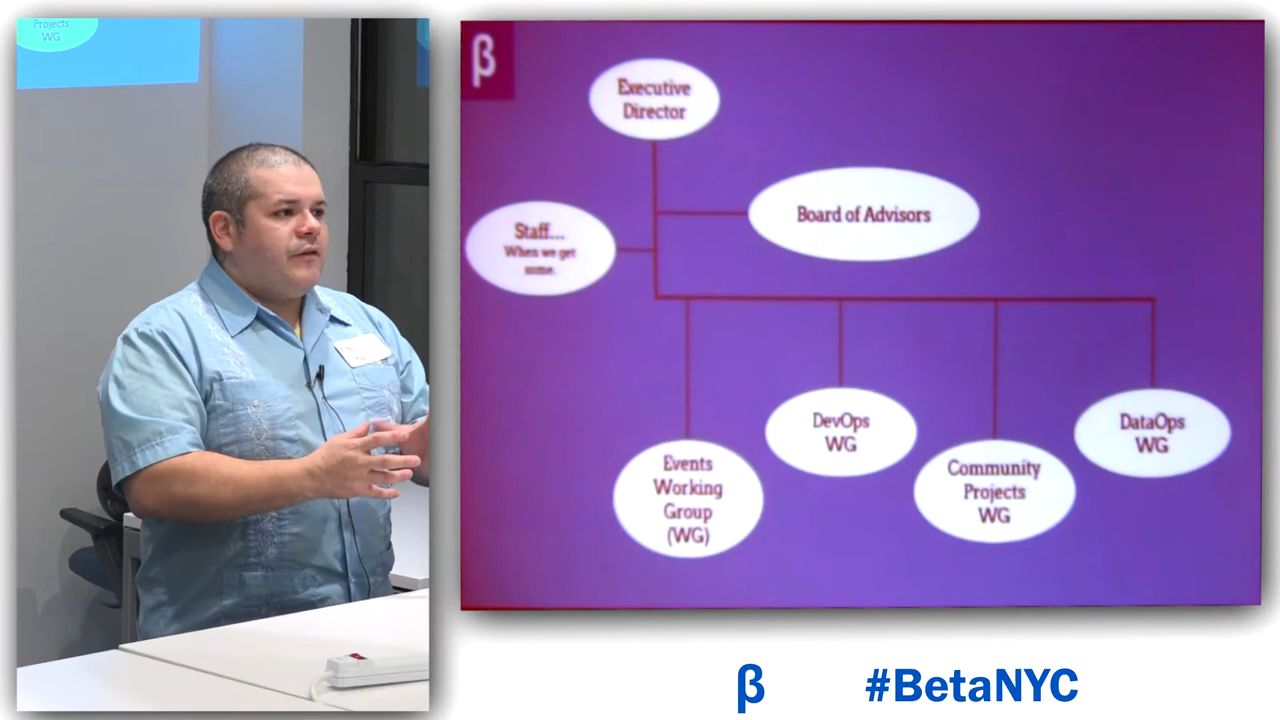 Projects
WG
β
Executive
Director
Board of Advisors
Staff...
When we get
some.
DevOps
WG
DataOps
WG
Events
Working
Group
(WG)
Community
Projects
WG
β
#BetaNYC